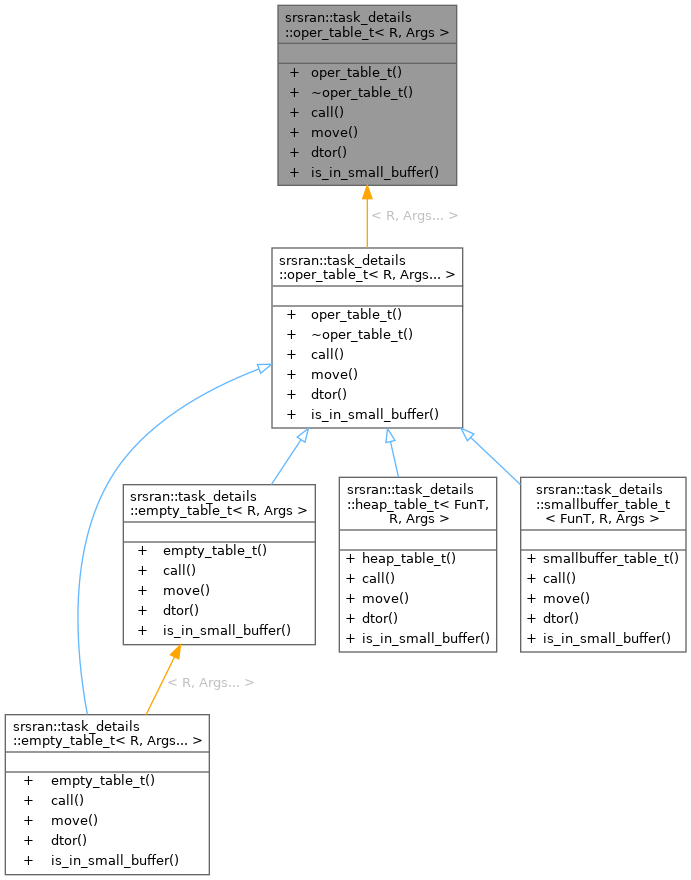 srsran::task_details
::oper_table_t< R, Args >
+ oper_table_t()
+ ~oper_table_t()
+ call()
+ move()
+ dtor()
+ is_in_small_buffer()
< R, Args... >
srsran::task_details
::oper_table_t< R, Args... >
+ oper_table_t()
+ ~oper_table_t()
+ call()
+ move()
+ dtor()
+ is_in_small_buffer()
srsran::task_details
::empty_table_t< R, Args >
+ empty_table_t()
+ call()
+ move()
+ dtor()
+ is_in_small_buffer()
srsran::task_details
::heap_table_t< FunT,
R, Args >
+ heap_table_t()
+ call()
+ move()
+ dtor()
+ is_in_small_buffer()
srsran::task_details
::smallbuffer_table_t
< FunT, R, Args >
+ smallbuffer_table_t()
+ call()
+ move()
+ dtor()
+ is_in_small_buffer()
< R, Args... >
srsran::task_details
::empty_table_t< R, Args... >
+ empty_table_t()
+ call()
+ move()
+ dtor()
+ is_in_small_buffer()